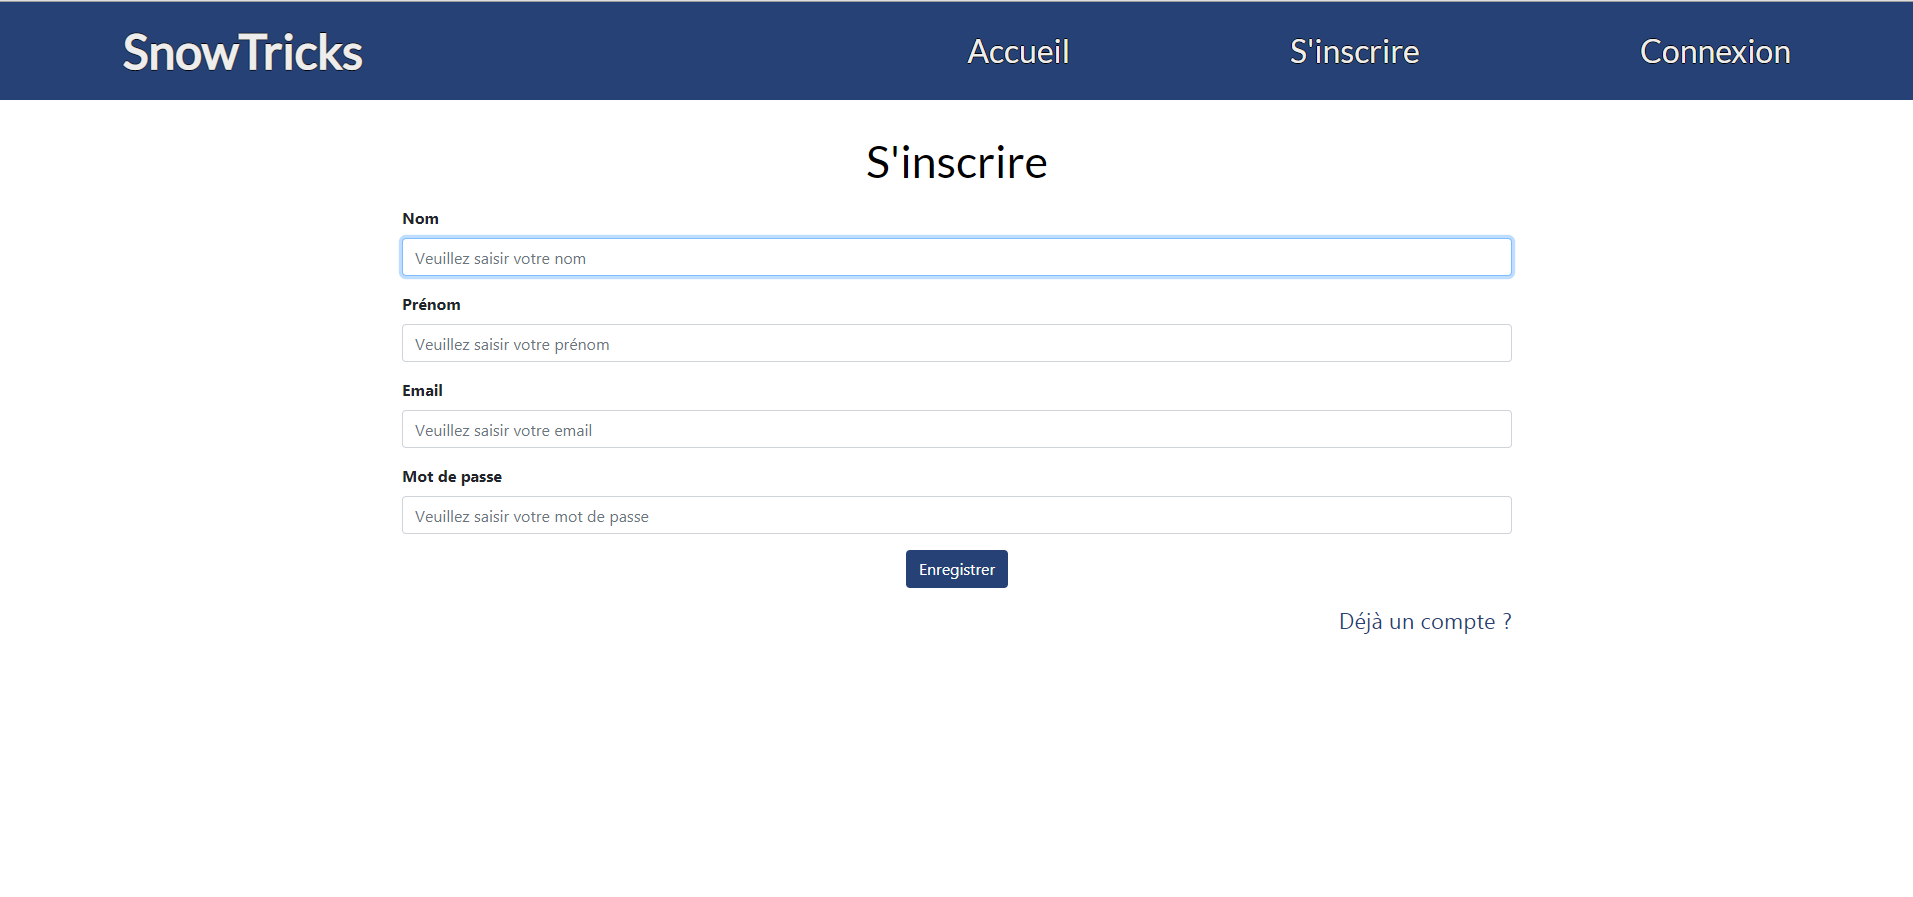 SnowTricks Accueil S'inscrire Connexion
S'inscrire
Nom
Veuillez saisir votre nom
Prénom
Veuillez saisir votre prénom
Email
Veuillez saisir votre email
Mot de passe
Veuillez saisir votre mot de passe
Enregistrer
Déjà un compte ?